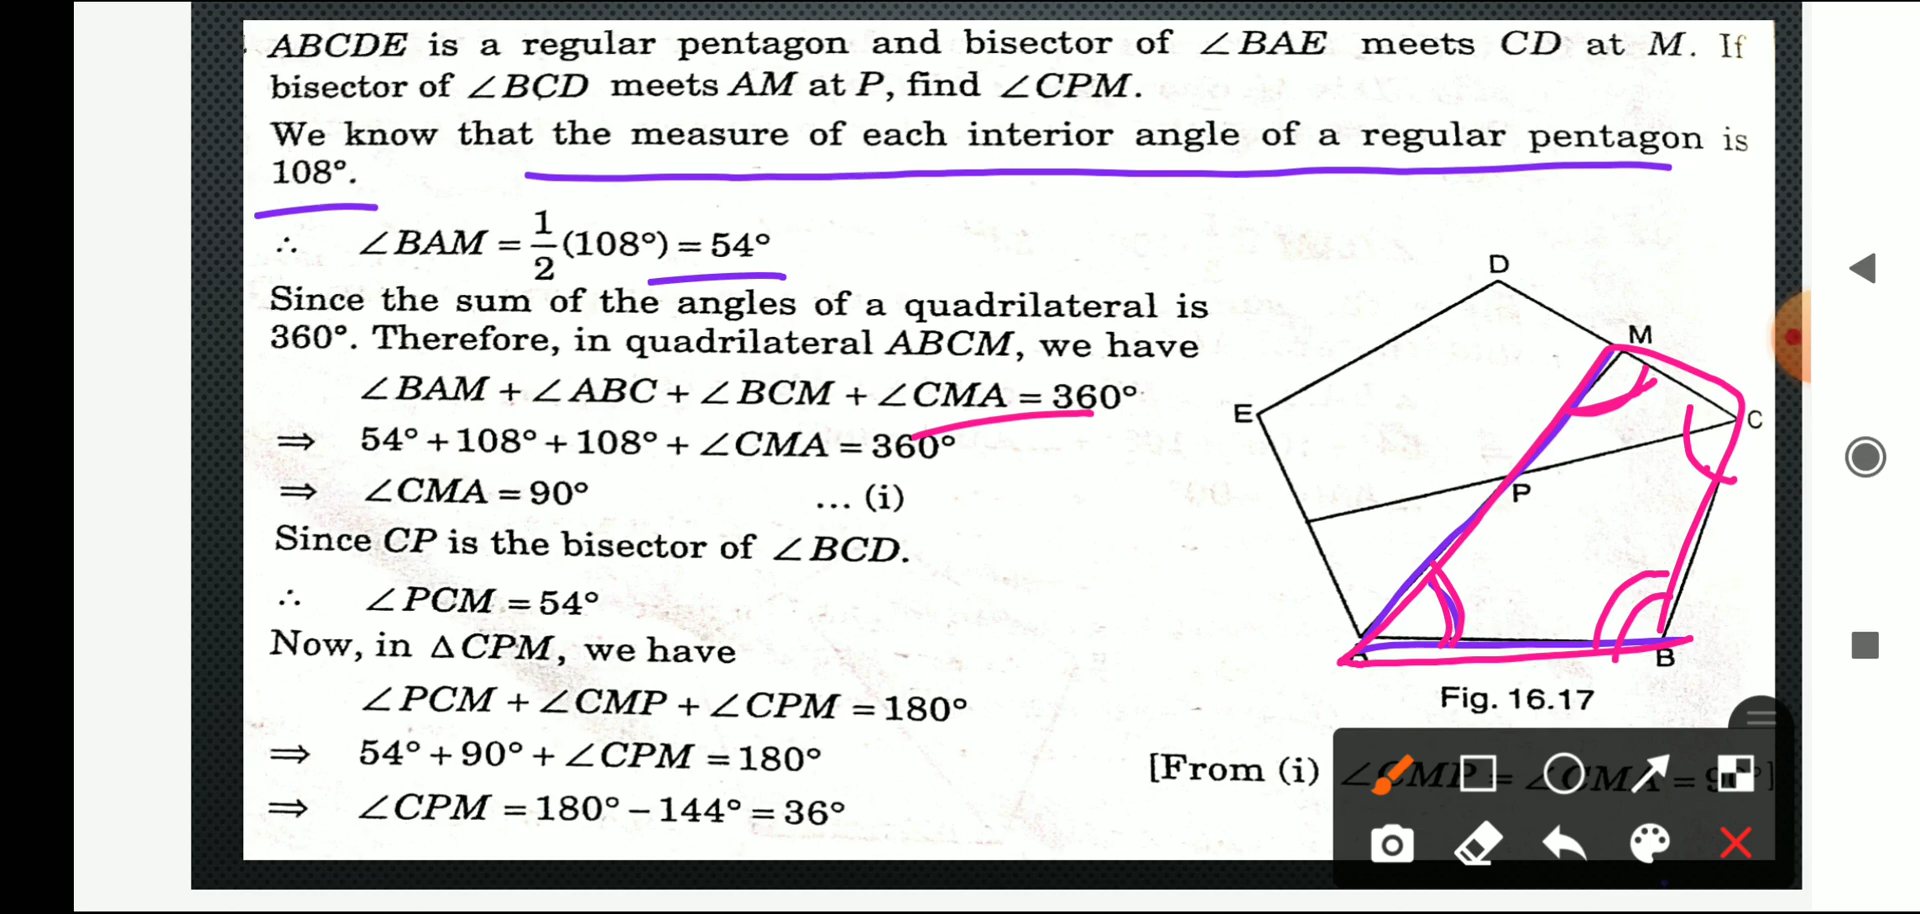 ABCDE is a regular pentagon and bisector of ∠BAE meets CD at M. If
bisector of ∠BCD meets AM at P, find ∠CPM.
We know that the measure of each interior angle of a regular pentagon is
108°.
∴ ∠BAM = 1/2 (108°) = 54°
Since the sum of the angles of a quadrilateral is
360°. Therefore, in quadrilateral ABCM, we have
∠BAM + ∠ABC + ∠BCM + ∠CMA = 360°
⇒ 54° + 108° + 108° + ∠CMA = 360°
⇒ ∠CMA = 90° ... (i)
Since CP is the bisector of ∠BCD.
∴ ∠PCM = 54°
Now, in ΔCPM, we have
∠PCM + ∠CMP + ∠CPM = 180°
⇒ 54° + 90° + ∠CPM = 180° [From (i) ∠CMP = ∠CMA = 90°]
⇒ ∠CPM = 180° – 144° = 36°
D
M
E
C
P
A
B
Fig. 16.17